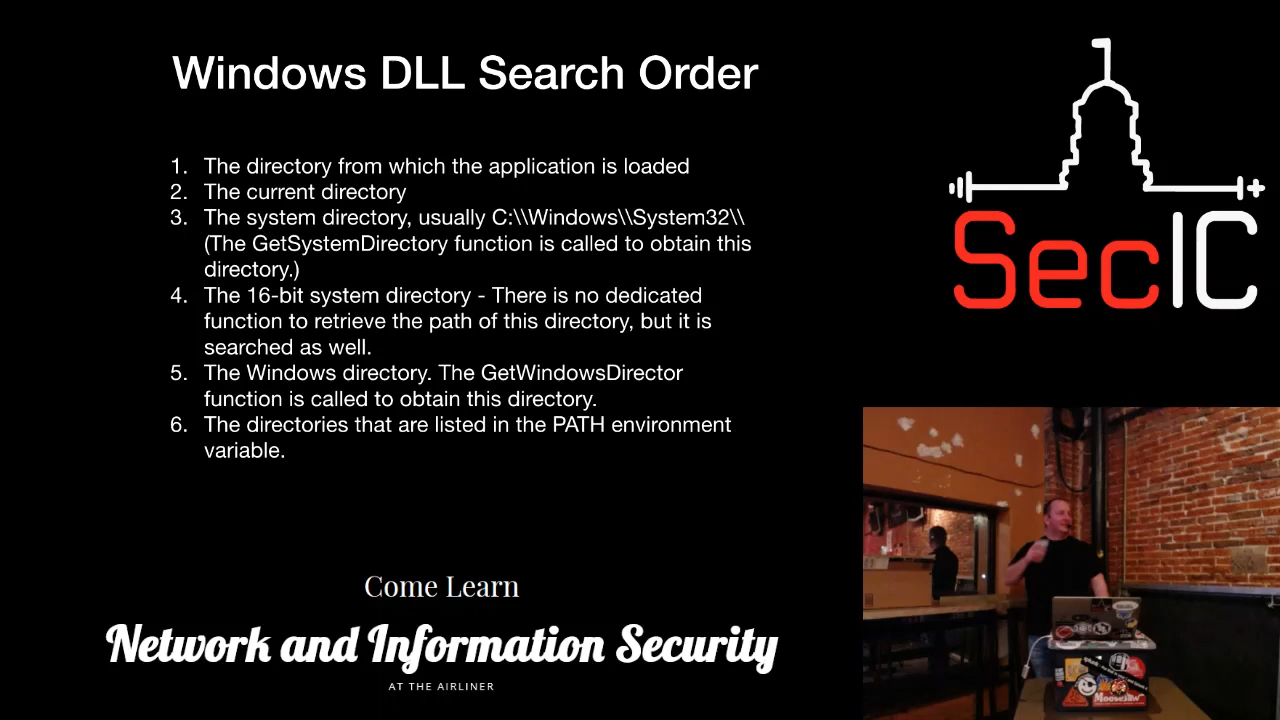 Windows DLL Search Order
1. The directory from which the application is loaded
2. The current directory
3. The system directory, usually C:\\Windows\\System32\\
(The GetSystemDirectory function is called to obtain this
directory.)
4. The 16-bit system directory - There is no dedicated
function to retrieve the path of this directory, but it is
searched as well.
5. The Windows directory. The GetWindowsDirector
function is called to obtain this directory.
6. The directories that are listed in the PATH environment
variable.
SecIC
Come Learn
Network and Information Security
AT THE AIRLINER
Moosejaw